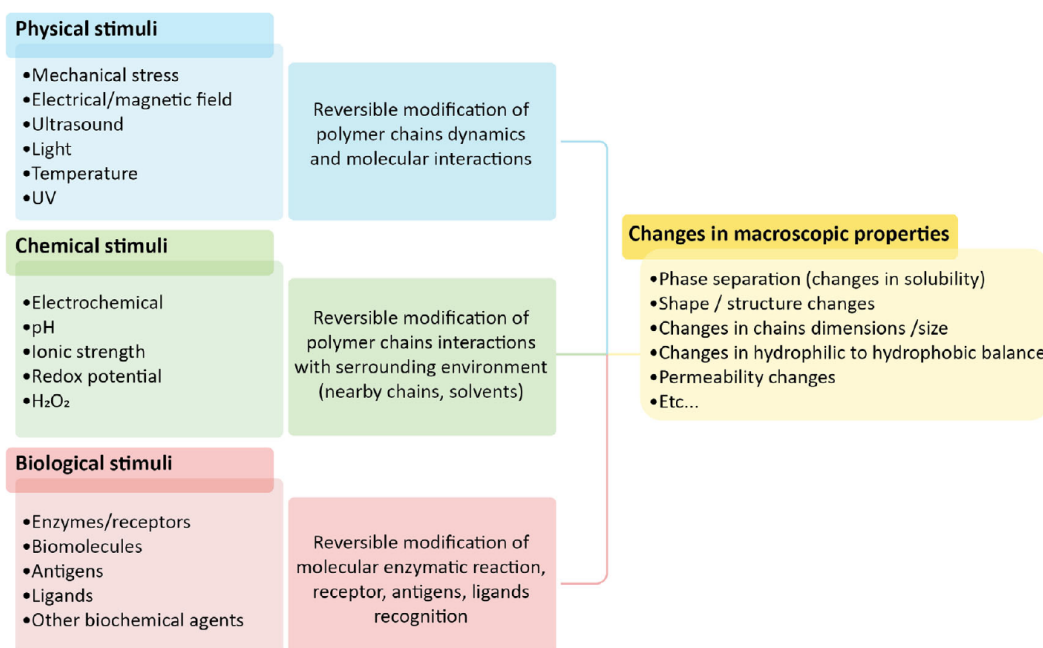 Physical stimuli
•Mechanical stress
•Electrical/magnetic field
•Ultrasound
•Light
•Temperature
•UV
Reversible modification of
polymer chains dynamics
and molecular interactions
Chemical stimuli
•Electrochemical
•pH
•Ionic strength
•Redox potential
•H₂O₂
Reversible modification of
polymer chains interactions
with serrounding environment
(nearby chains, solvents)
Biological stimuli
•Enzymes/receptors
•Biomolecules
•Antigens
•Ligands
•Other biochemical agents
Reversible modification of
molecular enzymatic reaction,
receptor, antigens, ligands
recognition
Changes in macroscopic properties
•Phase separation (changes in solubility)
•Shape / structure changes
•Changes in chains dimensions /size
•Changes in hydrophilic to hydrophobic balance
•Permeability changes
•Etc...